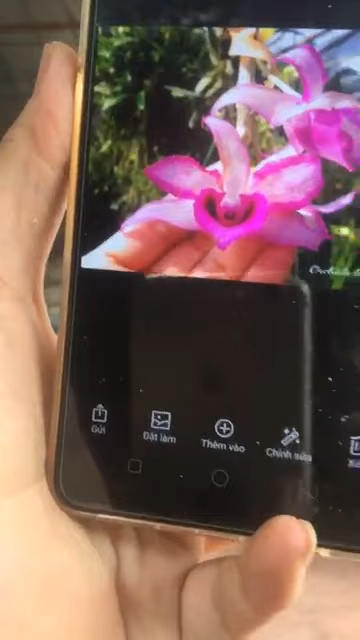 Gửi
Đặt làm
Thêm vào
Chỉnh sửa